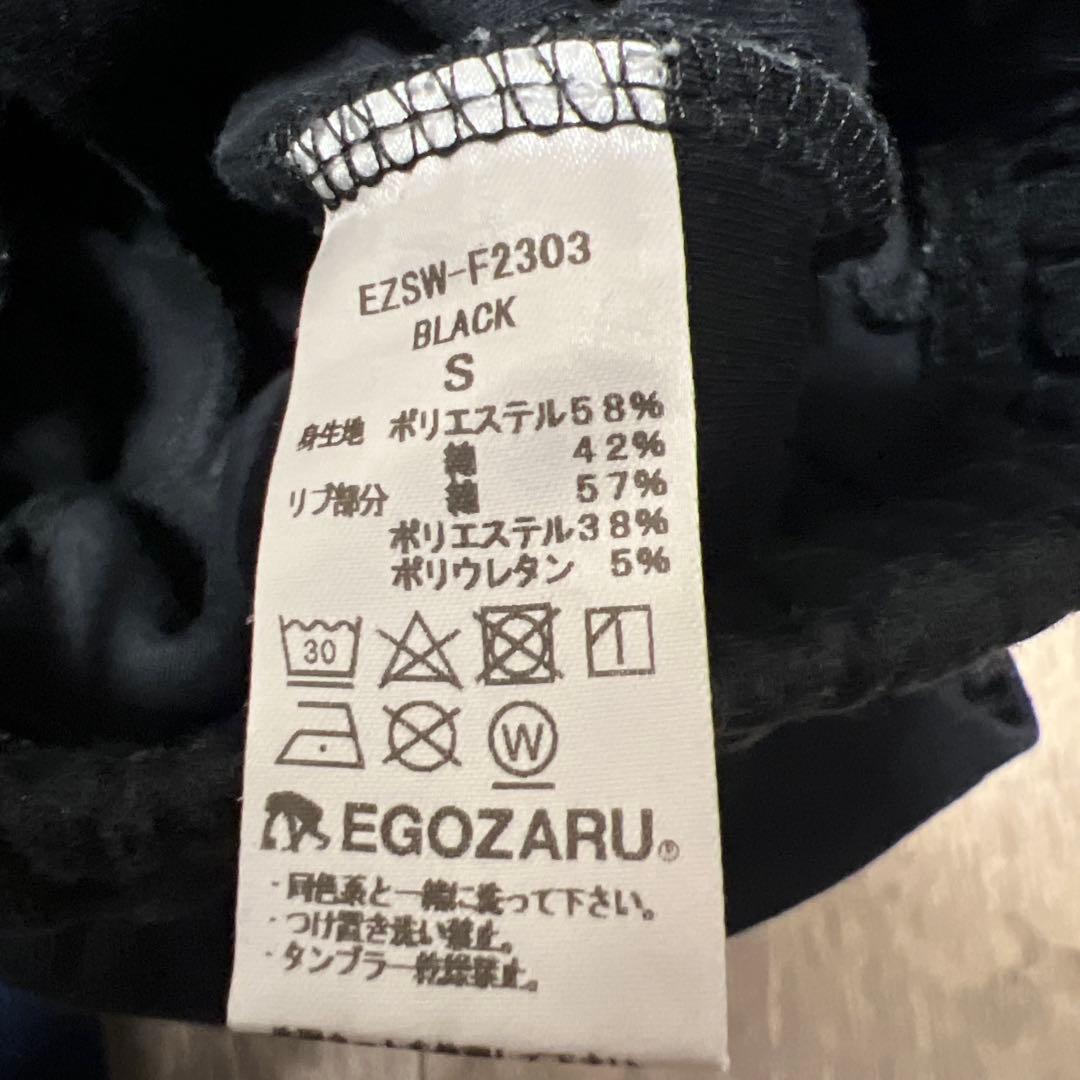 EZSW-F2303
BLACK
S
身生地 ポリエステル58%
綿 42%
リブ部分 綿 57%
ポリエステル38%
ポリウレタン 5%
30
W
EGOZARU®
・同色系と一緒に洗って下さい。
・つけ置き洗い禁止。
・タンブラー乾燥禁止。